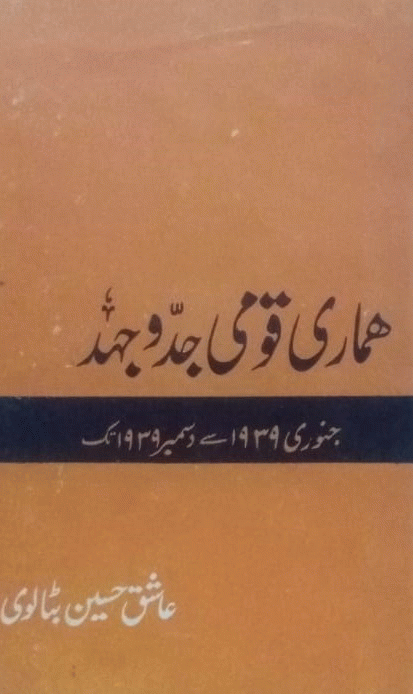 ہماری قومی جدّوجہد
جنوری ۱۹۳۹ سے دسمبر ۱۹۳۹ تک
عاشق حسین بٹالوی